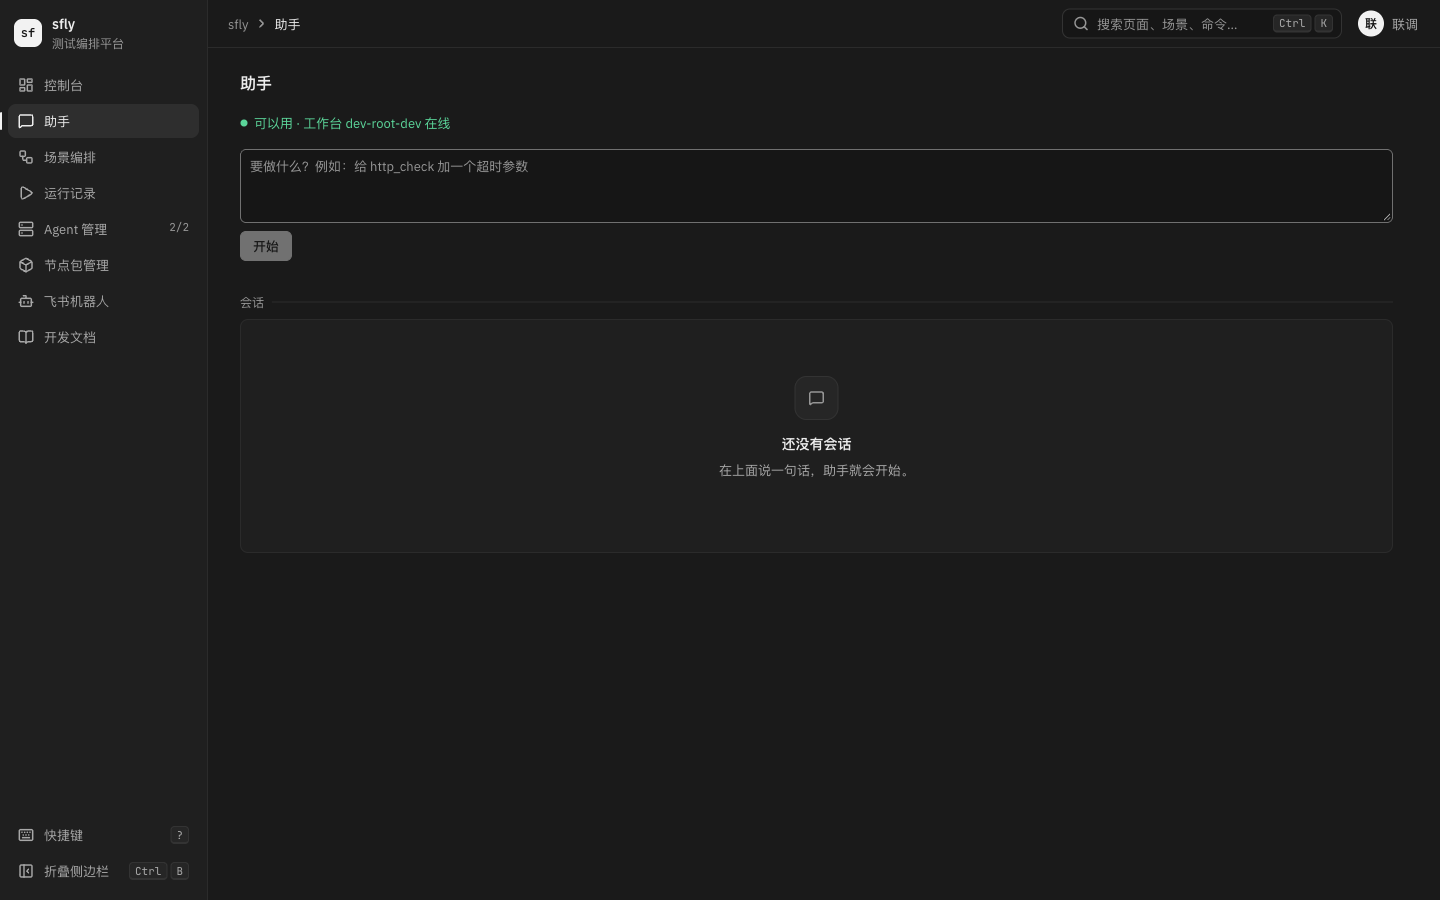 sf
sfly
测试编排平台
控制台
助手
场景编排
运行记录
Agent 管理 2/2
节点包管理
飞书机器人
开发文档
快捷键 ?
折叠侧边栏 Ctrl B
sfly > 助手
搜索页面、场景、命令... Ctrl K
联 联调
助手
可以用 · 工作台 dev-root-dev 在线
要做什么？例如：给 http_check 加一个超时参数
开始
会话
还没有会话
在上面说一句话，助手就会开始。